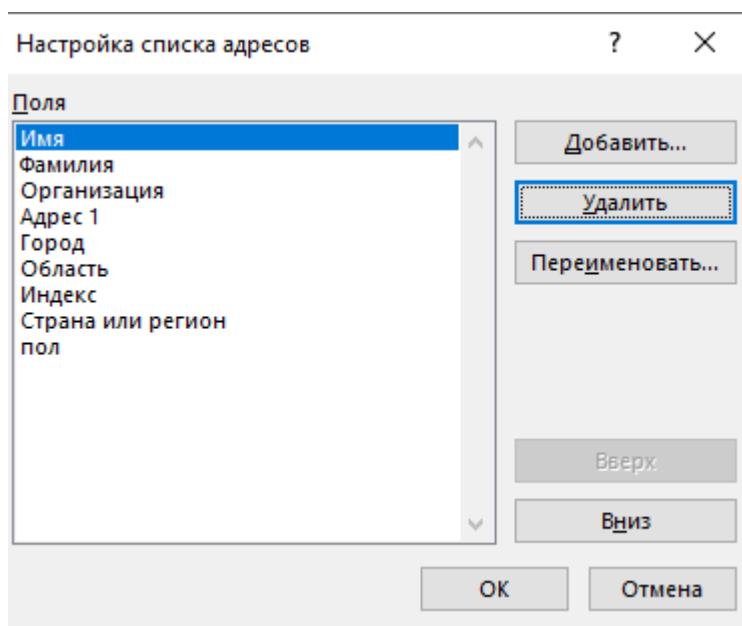 Настройка списка адресов
?
Поля
Имя
Фамилия
Организация
Адрес 1
Город
Область
Индекс
Страна или регион
пол
Добавить...
Удалить
Переименовать...
Вверх
Вниз
ОК
Отмена